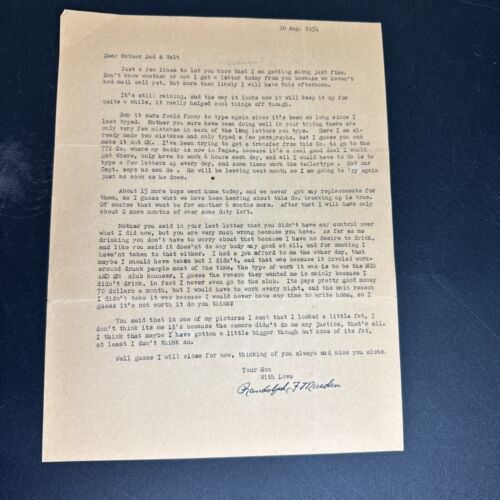 30 Aug. 1954
Dear Mother Dad & Walt
Just a few lines to let you know that I am getting along just fine.
Don't know whether or not I got a letter today from you because we haven't
had mail call yet, but more than likely I will have this afternoon.
It's still raining, and the way it looks now it will keep it up for
quite a while, it really helped cool things off though.
Boy it sure feels funny to type again since it's been so long since I
last typed. Mother you sure have been doing well in your typing there are
only very few mistakes in each of the long letters you type. Here I am al-
ready made two mistakes and only typed a few paragraphs, but I guess you can
make it out OK. I've been trying to get a transfer from this Co. to go to the
Co. where my buddy is now in because it's a real good deal I would
get there, only have to work 6 hours each day, and all I would have to do is to
type a few letters up every day, and some times work the teletype. But our
Capt. says no can do. He will be leaving next month so I am going to try again
just as soon as he does.
About 15 more boys went home today, and we never got any replacements for
them, so I guess what we have been hearing about this Co. breaking up is true.
Of course that wont be for another 6 months more. After that I will have only
about 2 more months of over seas duty left.
Mother you said in your last letter that you didn't have any control over
what I did now, but you are very much wrong because you have. As far as me
drinking you don't have to worry about that because I have no desire to drink,
and like you said it does'nt do any body any good at all, and for smoking I
have'nt taken to that either. I had a job offered to me the other day, that
maybe I should have taken but I didn't, and that was because it involed work-
around drunk people most of the time, the type of work it was is to be the NCO
AND EM club bouncer, I guess the reason they wanted me is mainly because I
didn't drink, in fact I never even go to the club. Its pays pretty good money
70 dollars a month, but I would have to work every night, and the main reason
I didn't take it was because I would never have any time to write home, so I
guess it's not worth it do you think?
You said that in one of my pictures I sent that I looked a little fat, I
don't think its me it's because the camera didn't do me any justice, that's all.
I think that maybe I have gotten a little bigger though but none of its fat,
at least I don't think so.
Well guess I will close for now, thinking of you always and miss you alots.
Your Son
With Love
Randolph F